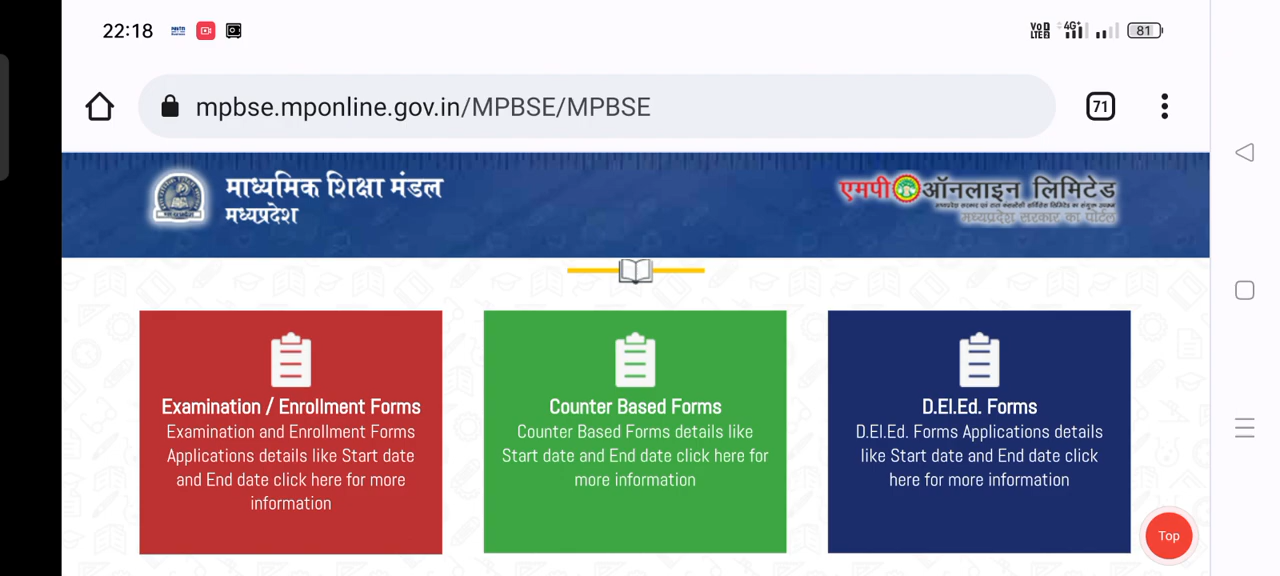 22:18
Vo D
LTE 2
4G+
81
mpbse.mponline.gov.in/MPBSE/MPBSE
71
माध्यमिक शिक्षा मंडल
मध्यप्रदेश
एमपी ऑनलाइन लिमिटेड
मध्यप्रदेश सरकार का पोर्टल
Examination / Enrollment Forms
Examination and Enrollment Forms
Applications details like Start date
and End date click here for more
information
Counter Based Forms
Counter Based Forms details like
Start date and End date click here for
more information
D.El.Ed. Forms
D.El.Ed. Forms Applications details
like Start date and End date click
here for more information
Top